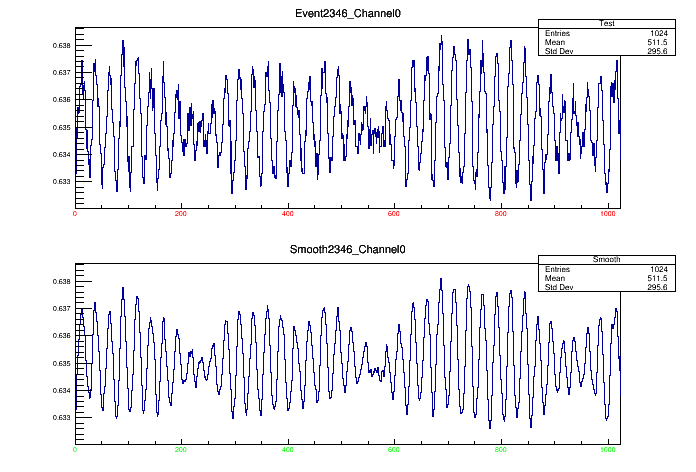 Event2346_Channel0
Test
Entries 1024
Mean 511.5
Std Dev 295.6
0.638
0.637
0.636
0.635
0.634
0.633
0 200 400 600 800 1000
Smooth2346_Channel0
Smooth
Entries 1024
Mean 511.5
Std Dev 295.6
0.638
0.637
0.636
0.635
0.634
0.633
0 200 400 600 800 1000